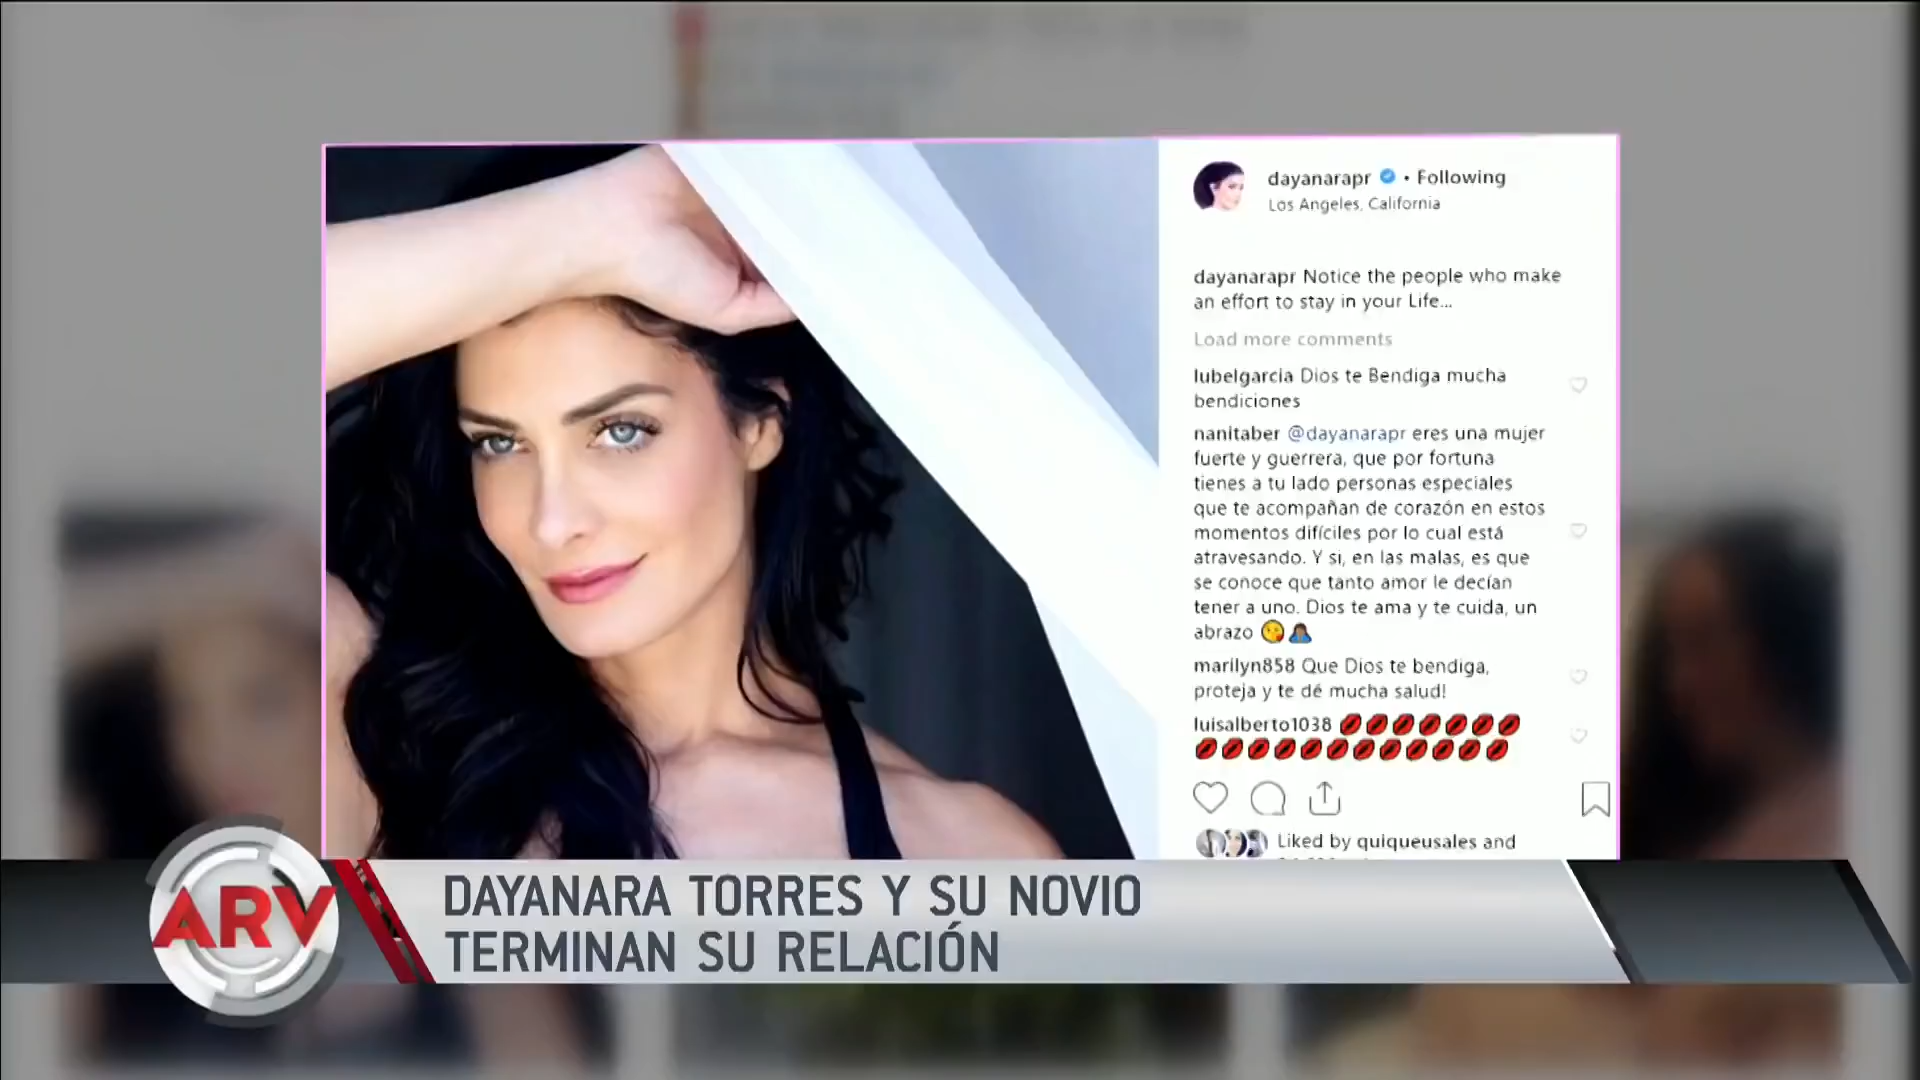 dayanarapr • Following
Los Angeles, California
dayanarapr Notice the people who make
an effort to stay in your Life...
Load more comments
lubelgarcia Dios te Bendiga mucha
bendiciones
nanitaber @dayanarapr eres una mujer
fuerte y guerrera, que por fortuna
tienes a tu lado personas especiales
que te acompañan de corazón en estos
momentos difíciles por lo cual está
atravesando. Y si, en las malas, es que
se conoce que tanto amor le decían
tener a uno. Dios te ama y te cuida, un
abrazo 😘🙏🏾
marilyn858 Que Dios te bendiga,
proteja y te dé mucha salud!
luisalberto1038 💋💋💋💋💋💋💋
💋💋💋💋💋💋💋💋💋💋💋💋
Liked by quiqueusales and
ARV
DAYANARA TORRES Y SU NOVIO
TERMINAN SU RELACIÓN